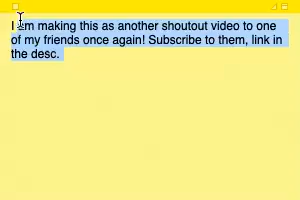 I am making this as another shoutout video to one
of my friends once again! Subscribe to them, link in
the desc.